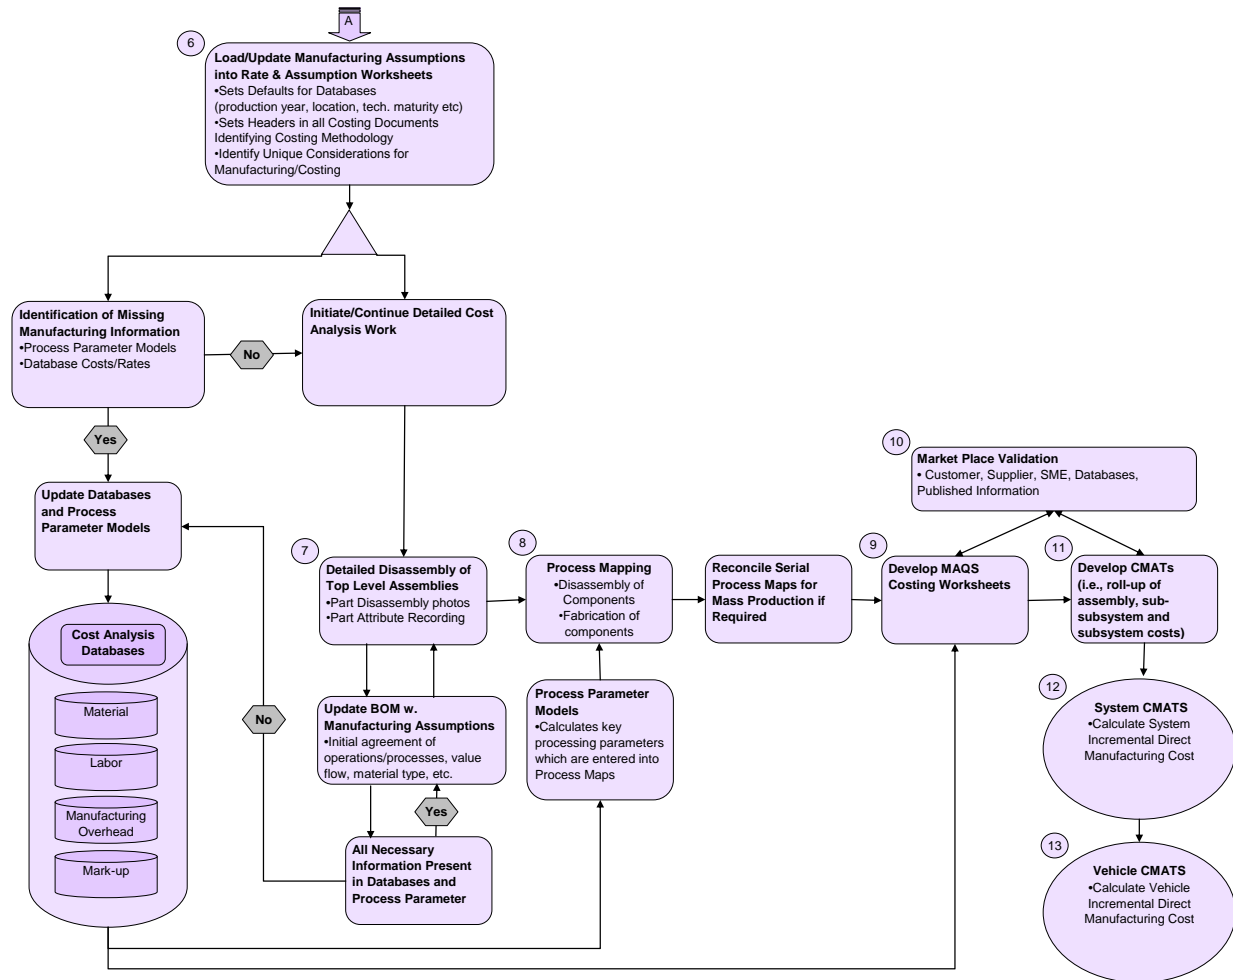 A
6
Load/Update Manufacturing Assumptions
into Rate & Assumption Worksheets
•Sets Defaults for Databases
(production year, location, tech. maturity etc)
•Sets Headers in all Costing Documents
Identifying Costing Methodology
•Identify Unique Considerations for
Manufacturing/Costing
Identification of Missing
Manufacturing Information
•Process Parameter Models
•Database Costs/Rates
No
Initiate/Continue Detailed Cost
Analysis Work
Yes
Update Databases
and Process
Parameter Models
10
Market Place Validation
• Customer, Supplier, SME, Databases,
Published Information
7
Detailed Disassembly of
Top Level Assemblies
•Part Disassembly photos
•Part Attribute Recording
8
Process Mapping
•Disassembly of
Components
•Fabrication of
components
Reconcile Serial
Process Maps for
Mass Production if
Required
9
Develop MAQS
Costing Worksheets
11
Develop CMATs
(i.e., roll-up of
assembly, sub-
subsystem and
subsystem costs)
Cost Analysis
Databases
Material
Labor
Manufacturing
Overhead
Mark-up
No
Update BOM w.
Manufacturing Assumptions
•Initial agreement of
operations/processes, value
flow, material type, etc.
Yes
All Necessary
Information Present
in Databases and
Process Parameter
Process Parameter
Models
•Calculates key
processing parameters
which are entered into
Process Maps
12
System CMATS
•Calculate System
Incremental Direct
Manufacturing Cost
13
Vehicle CMATS
•Calculate Vehicle
Incremental Direct
Manufacturing Cost